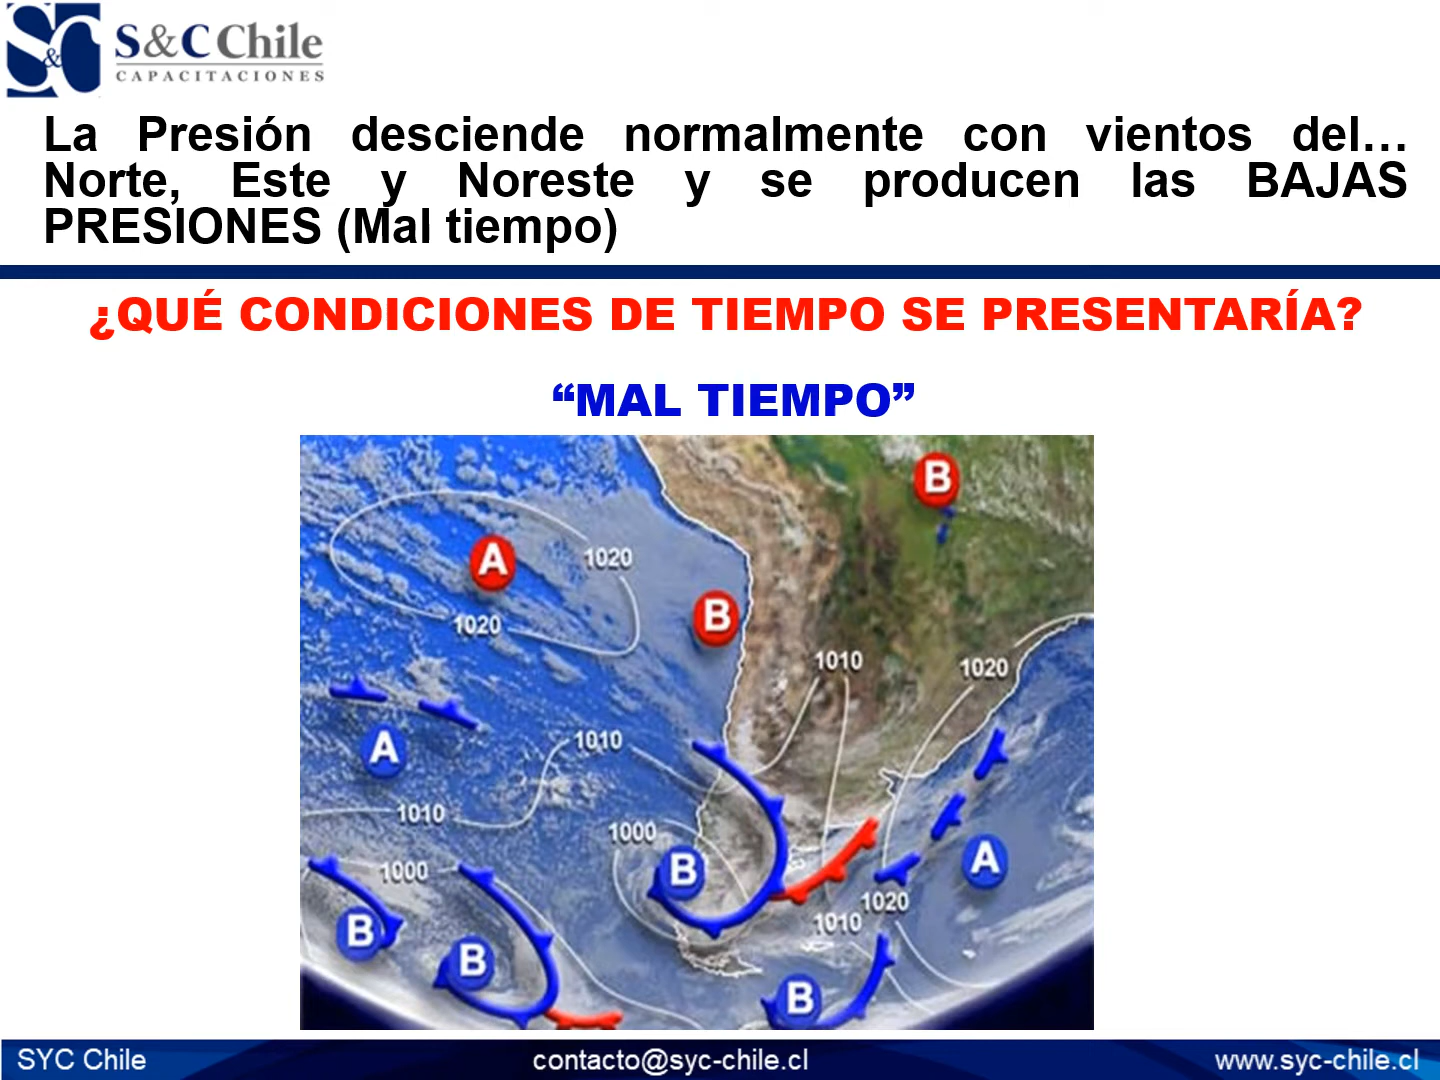 S&C
S&C Chile
CAPACITACIONES
La Presión desciende normalmente con vientos del...
Norte, Este y Noreste y se producen las BAJAS
PRESIONES (Mal tiempo)
¿QUÉ CONDICIONES DE TIEMPO SE PRESENTARÍA?
“MAL TIEMPO”
B
A
1020
B
1020
1010
1020
A
1010
1010
1000
B
A
1000
1020
1010
B
B
B
SYC Chile
contacto@syc-chile.cl
www.syc-chile.cl